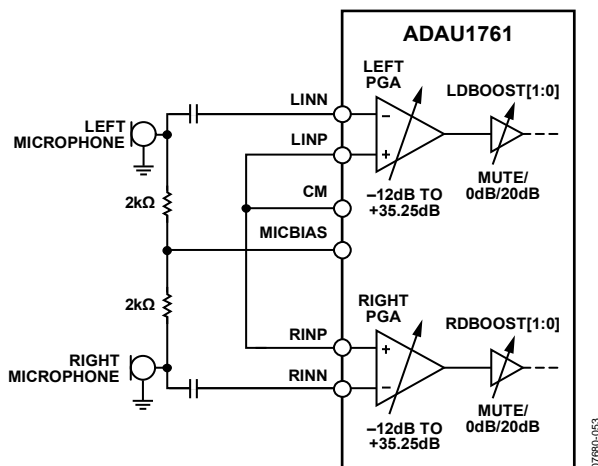 ADAU1761
LEFT
PGA
LDBOOST[1:0]
LINN
LEFT
MICROPHONE
LINP
CM
MUTE/
0dB/20dB
–12dB TO
+35.25dB
2kΩ
MICBIAS
2kΩ
RIGHT
PGA
RDBOOST[1:0]
RINP
RIGHT
MICROPHONE
RINN
MUTE/
0dB/20dB
–12dB TO
+35.25dB
07680-053